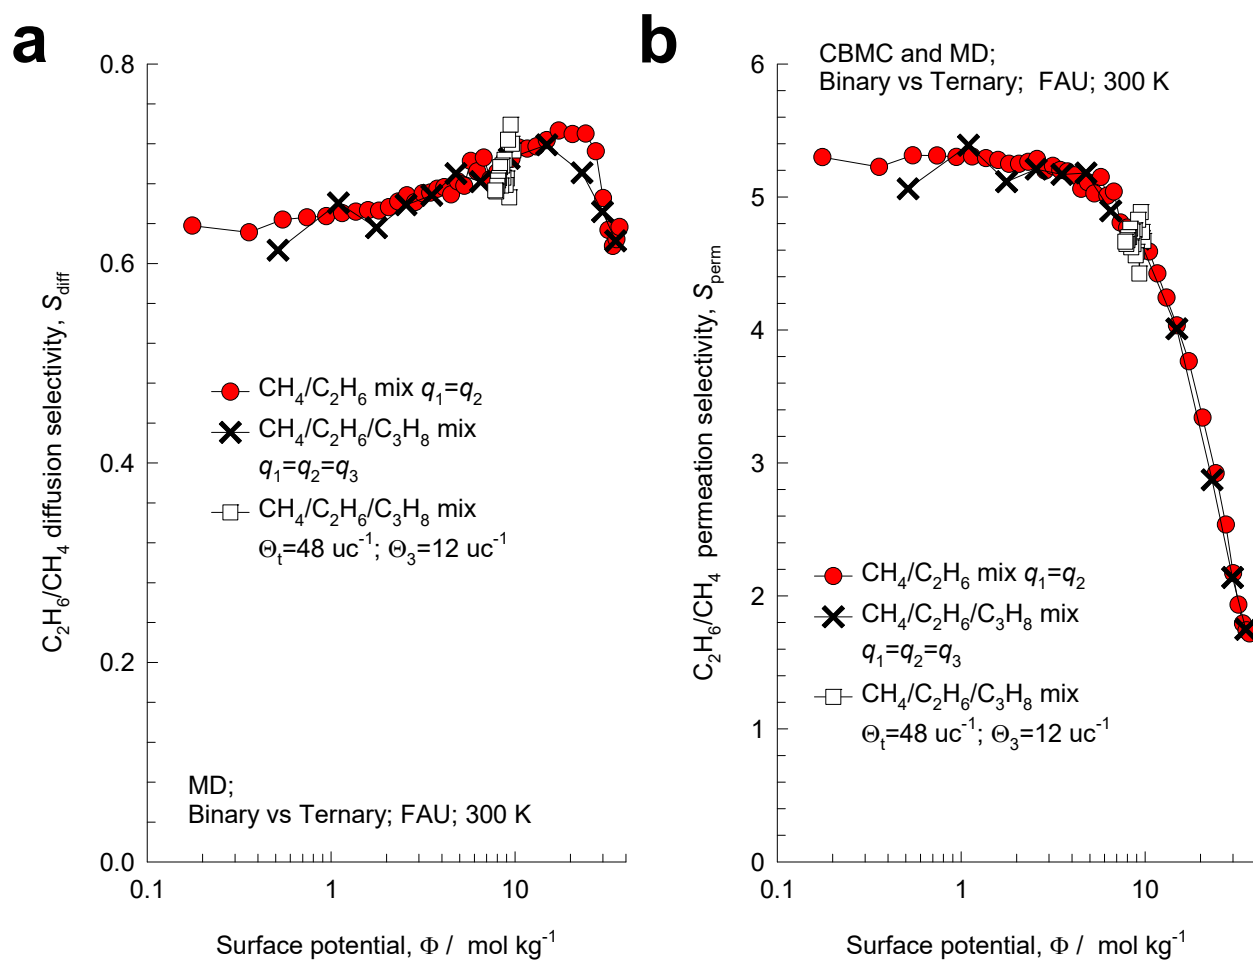 a
0.8
0.6
0.4
0.2
0.0
0.1
1
10
C₂H₆/CH₄ diffusion selectivity, S_diff
CH₄/C₂H₆ mix q₁=q₂
CH₄/C₂H₆/C₃H₈ mix
q₁=q₂=q₃
CH₄/C₂H₆/C₃H₈ mix
Θₜ=48 uc⁻¹; Θ₃=12 uc⁻¹
MD;
Binary vs Ternary; FAU; 300 K
Surface potential, Φ / mol kg⁻¹
b
CBMC and MD;
Binary vs Ternary; FAU; 300 K
6
5
4
3
2
1
0
0.1
1
10
C₂H₆/CH₄ permeation selectivity, S_perm
CH₄/C₂H₆ mix q₁=q₂
CH₄/C₂H₆/C₃H₈ mix
q₁=q₂=q₃
CH₄/C₂H₆/C₃H₈ mix
Θₜ=48 uc⁻¹; Θ₃=12 uc⁻¹
Surface potential, Φ / mol kg⁻¹